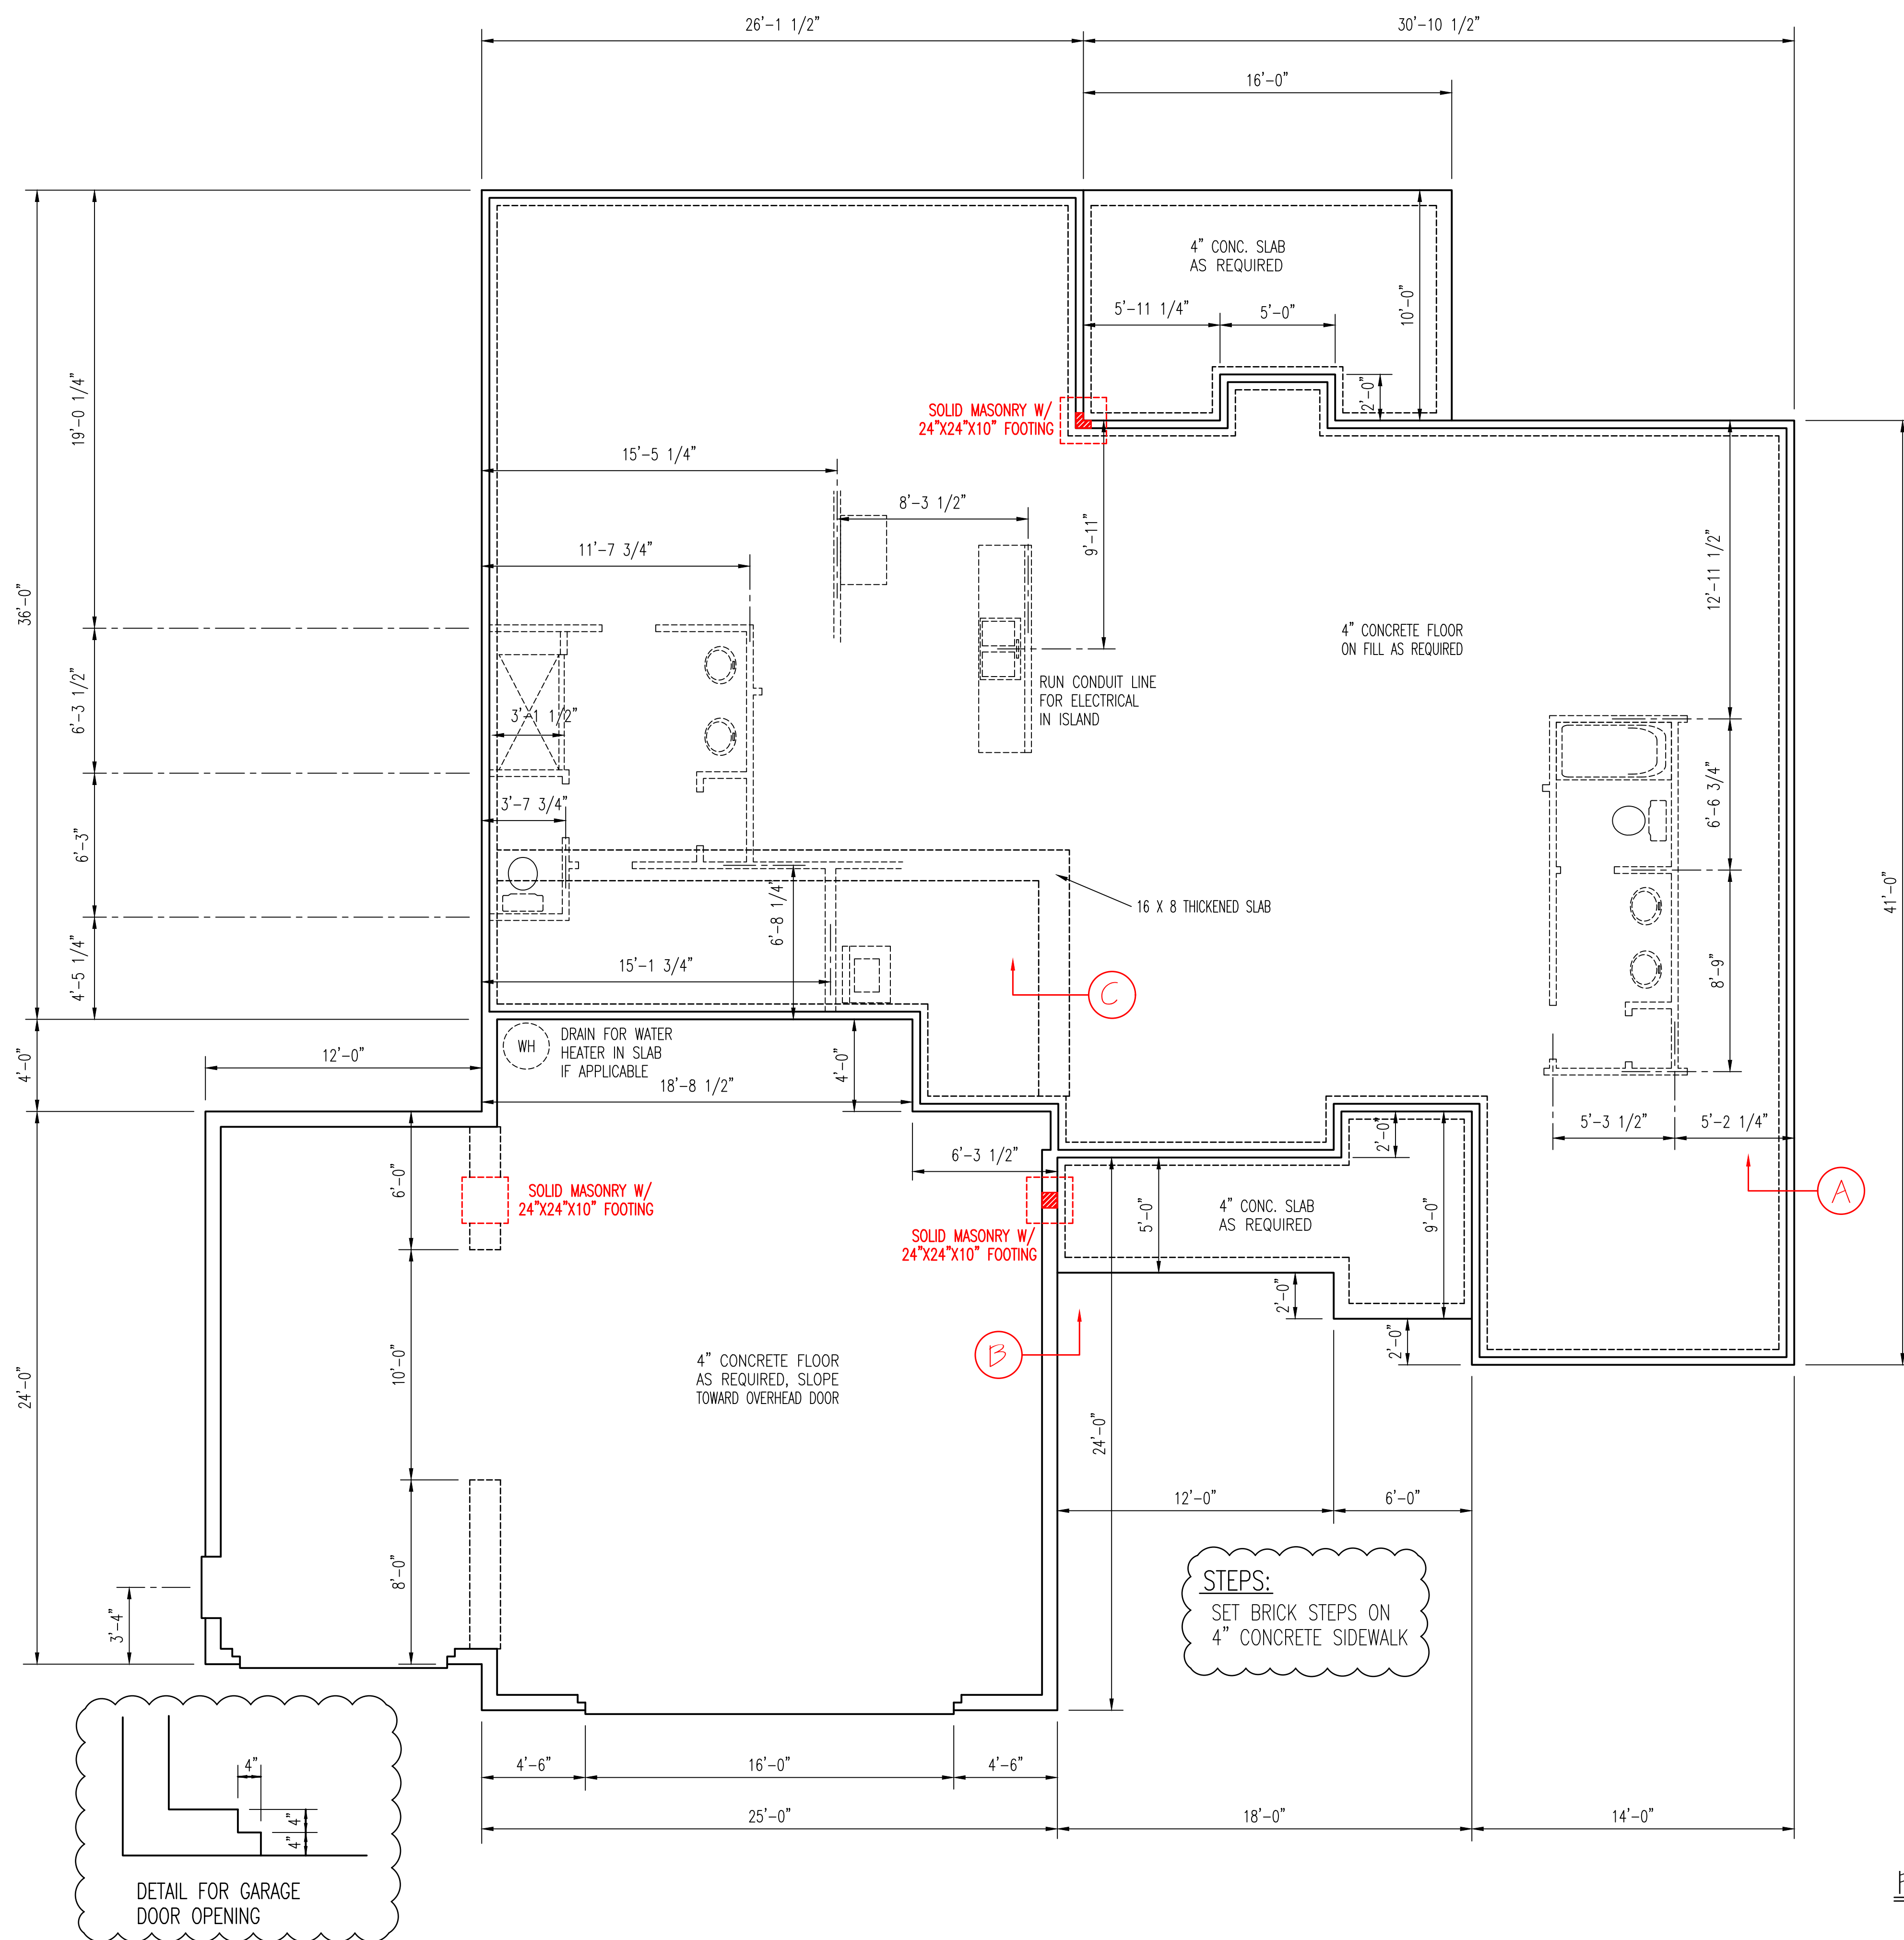 26'-1 1/2"
30'-10 1/2"
16'-0"
4" CONC. SLAB
AS REQUIRED
5'-11 1/4"
5'-0"
10'-0"
2'-0"
SOLID MASONRY W/
24"X24"X10" FOOTING
19'-0 1/4"
15'-5 1/4"
8'-3 1/2"
9'-11"
11'-7 3/4"
12'-11 1/2"
36'-0"
4" CONCRETE FLOOR
ON FILL AS REQUIRED
RUN CONDUIT LINE
FOR ELECTRICAL
IN ISLAND
6'-3 1/2"
3'-1 1/2"
3'-7 3/4"
6'-3"
6'-6 3/4"
41'-0"
16 X 8 THICKENED SLAB
6'-8 1/4"
4'-5 1/4"
15'-1 3/4"
C
8'-9"
WH
DRAIN FOR WATER
HEATER IN SLAB
IF APPLICABLE
4'-0"
12'-0"
18'-8 1/2"
4'-0"
5'-3 1/2"
5'-2 1/4"
2'-0"
6'-3 1/2"
6'-0"
SOLID MASONRY W/
24"X24"X10" FOOTING
A
5'-0"
4" CONC. SLAB
AS REQUIRED
9'-0"
SOLID MASONRY W/
24"X24"X10" FOOTING
2'-0"
2'-0"
B
10'-0"
4" CONCRETE FLOOR
AS REQUIRED, SLOPE
TOWARD OVERHEAD DOOR
24'-0"
24'-0"
12'-0"
6'-0"
8'-0"
3'-4"
STEPS:
SET BRICK STEPS ON
4" CONCRETE SIDEWALK
4'-6"
16'-0"
4'-6"
25'-0"
18'-0"
14'-0"
4"
4"
4"
DETAIL FOR GARAGE
DOOR OPENING